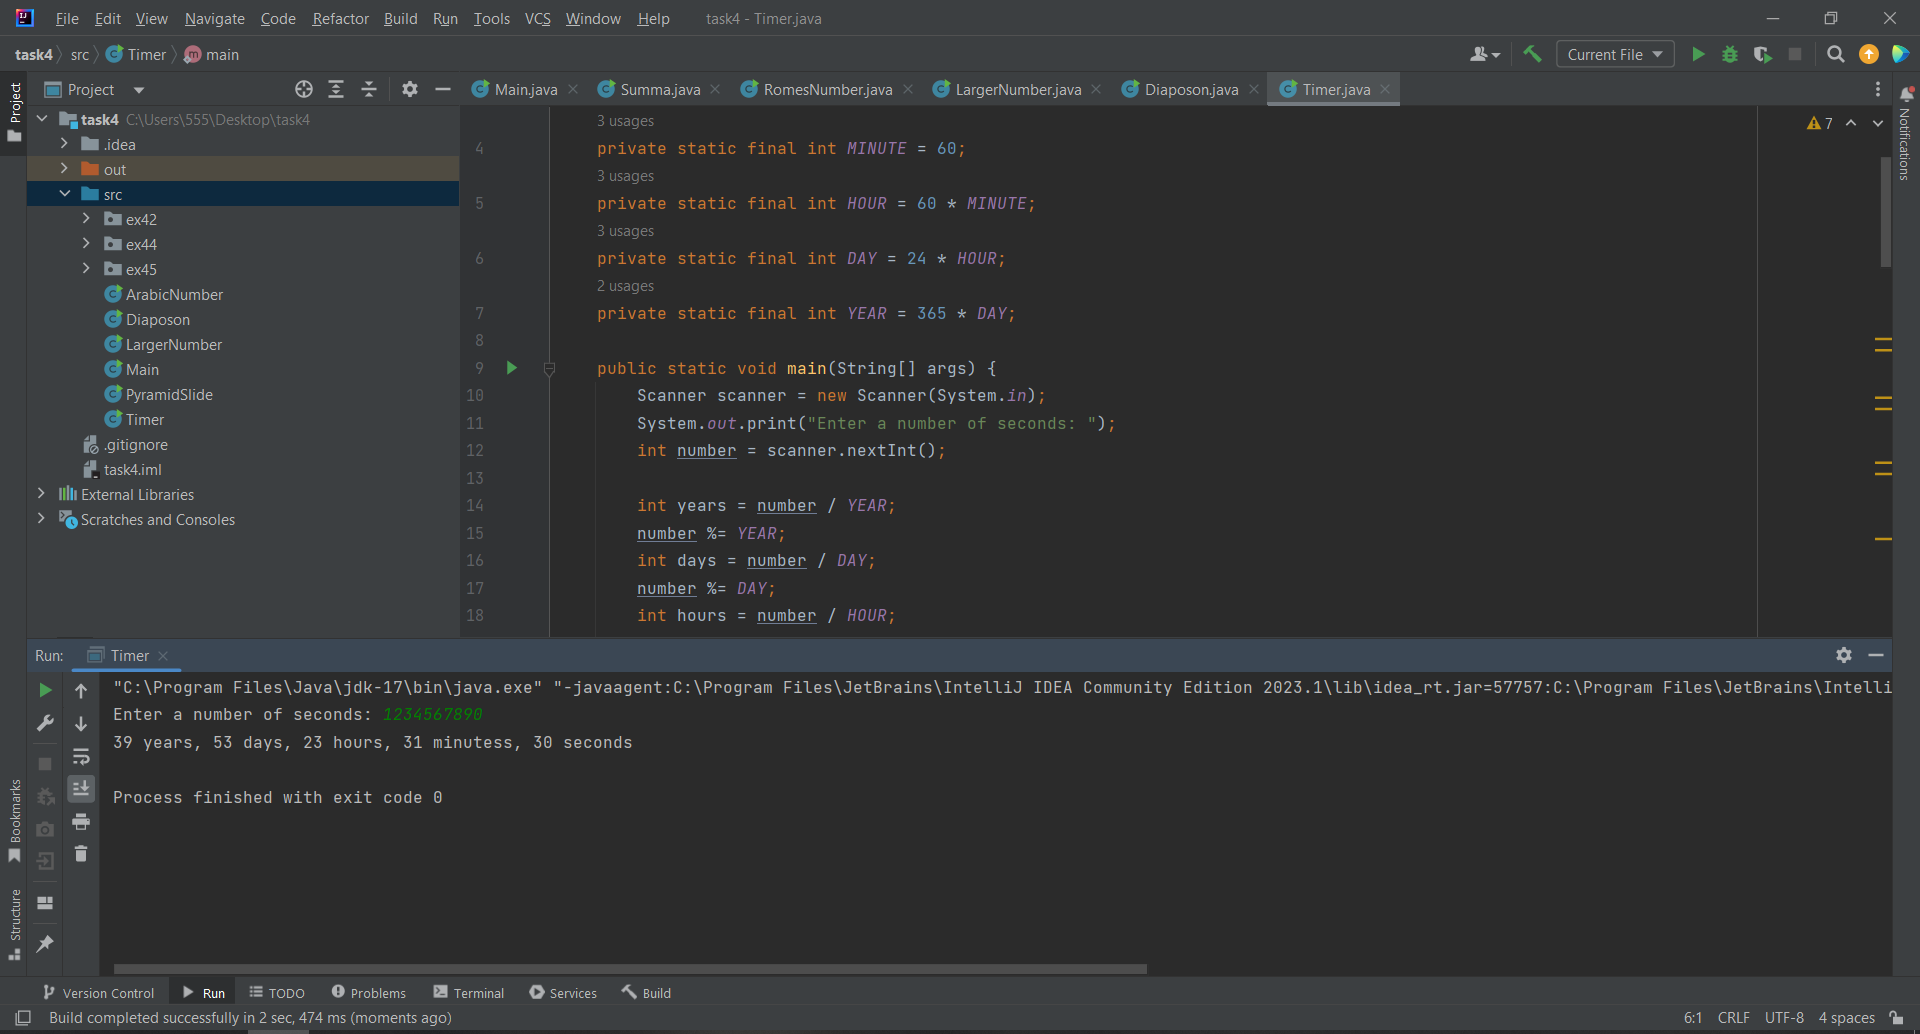 File Edit View Navigate Code Refactor Build Run Tools VCS Window Help task4 - Timer.java
task4 src Timer main Current File
Project
Main.java Summa.java RomesNumber.java LargerNumber.java Diaposon.java Timer.java
Project
Notifications
task4 C:\Users\555\Desktop\task4
.idea
out
src
ex42
ex44
ex45
ArabicNumber
Diaposon
LargerNumber
Main
PyramidSlide
Timer
.gitignore
task4.iml
External Libraries
Scratches and Consoles
7
3 usages
4 private static final int MINUTE = 60;
3 usages
5 private static final int HOUR = 60 * MINUTE;
3 usages
6 private static final int DAY = 24 * HOUR;
2 usages
7 private static final int YEAR = 365 * DAY;
8
9 public static void main(String[] args) {
10 Scanner scanner = new Scanner(System.in);
11 System.out.print("Enter a number of seconds: ");
12 int number = scanner.nextInt();
13
14 int years = number / YEAR;
15 number %= YEAR;
16 int days = number / DAY;
17 number %= DAY;
18 int hours = number / HOUR;
Run: Timer
"C:\Program Files\Java\jdk-17\bin\java.exe" "-javaagent:C:\Program Files\JetBrains\IntelliJ IDEA Community Edition 2023.1\lib\idea_rt.jar=57757:C:\Program Files\JetBrains\Intelli
Enter a number of seconds: 1234567890
39 years, 53 days, 23 hours, 31 minutess, 30 seconds
Process finished with exit code 0
Bookmarks
Structure
Version Control Run TODO Problems Terminal Services Build
Build completed successfully in 2 sec, 474 ms (moments ago) 6:1 CRLF UTF-8 4 spaces